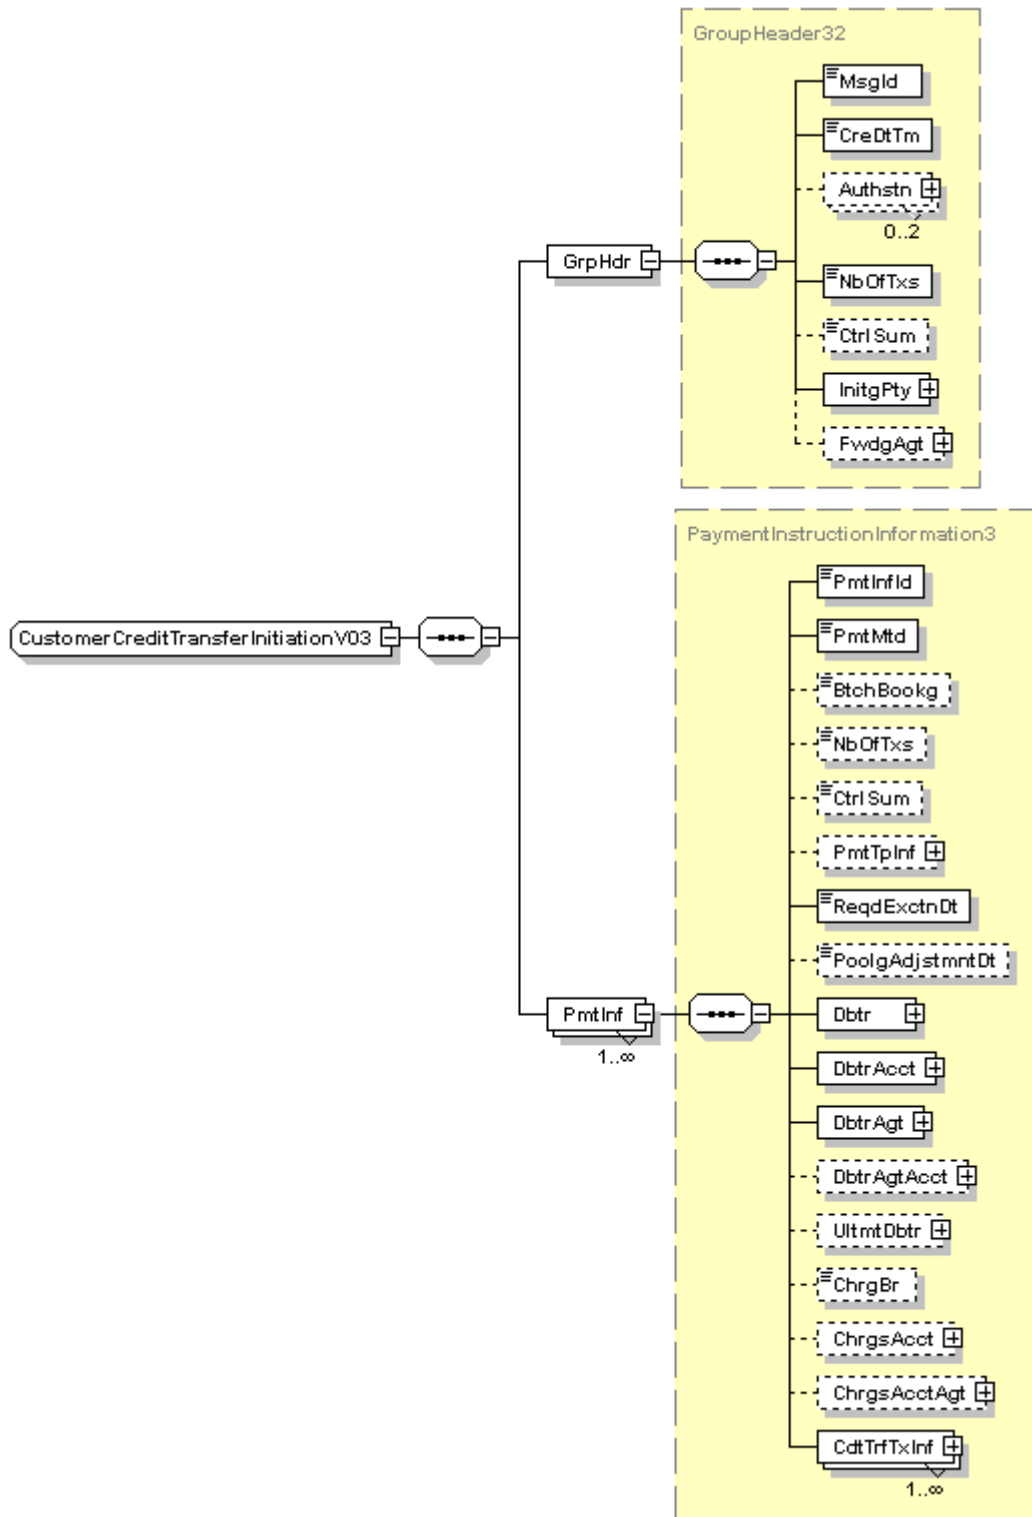 GroupHeader32
MsgId
CreDtTm
Authstn
0..2
GrpHdr
NbOfTxs
CtrlSum
InitgPty
FwdgAgt
PaymentInstructionInformation3
PmtInfId
CustomerCreditTransferInitiationV03
PmtMtd
BtchBookg
NbOfTxs
CtrlSum
PmtTpInf
ReqdExctnDt
PoolgAdjstmntDt
PmtInf
1..∞
Dbtr
DbtrAcct
DbtrAgt
DbtrAgtAcct
UltmtDbtr
ChrgBr
ChrgsAcct
ChrgsAcctAgt
CdtTrfTxInf
1..∞